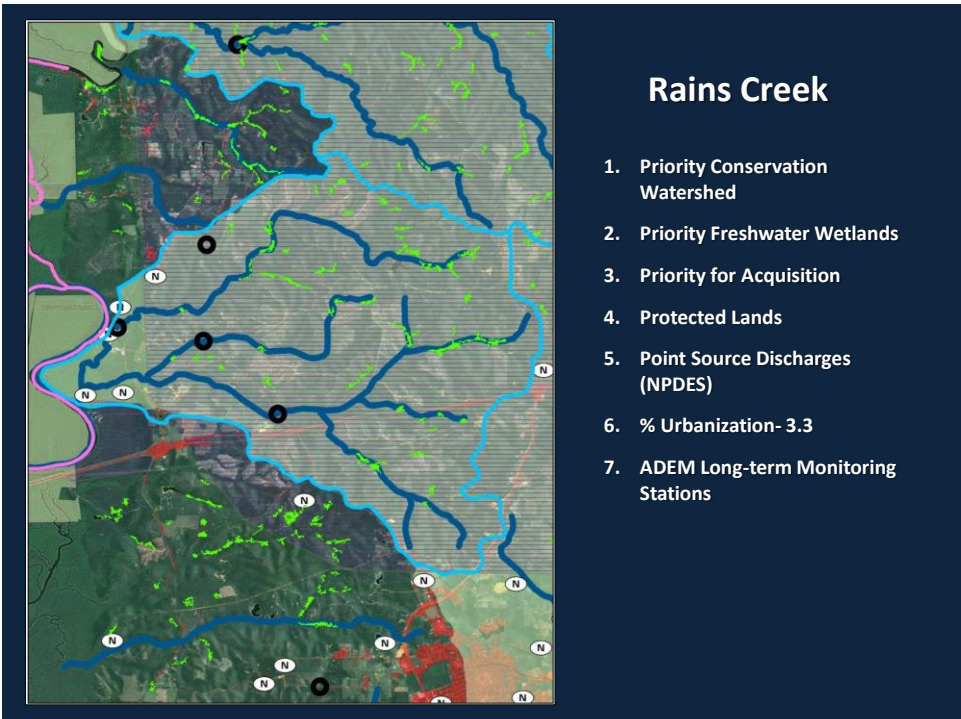 Rains Creek
1. Priority Conservation
Watershed
2. Priority Freshwater Wetlands
3. Priority for Acquisition
4. Protected Lands
5. Point Source Discharges
(NPDES)
6. % Urbanization- 3.3
7. ADEM Long-term Monitoring
Stations
N
N
N
N
N
N
N
N
N
N
N
N
N
N